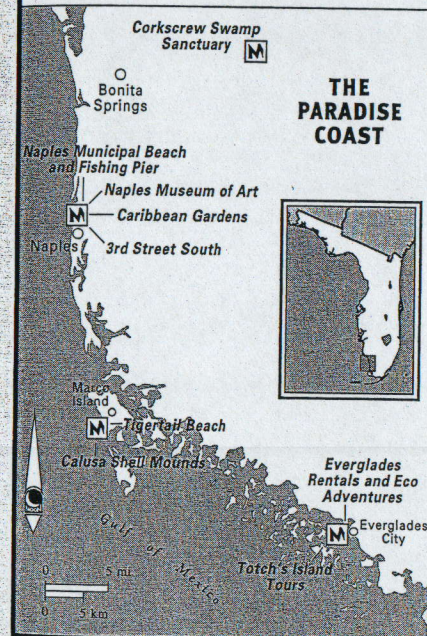 Corkscrew Swamp
Sanctuary
Bonita
Springs
THE
PARADISE
COAST
Naples Municipal Beach
and Fishing Pier
Naples Museum of Art
Caribbean Gardens
3rd Street South
Naples
Marco
Island
Tigertail Beach
Calusa Shell Mounds
Everglades
Rentals and Eco
Adventures
Everglades
City
Totch's Island
Tours
Gulf of Mexico
0 5 mi
0 5 km